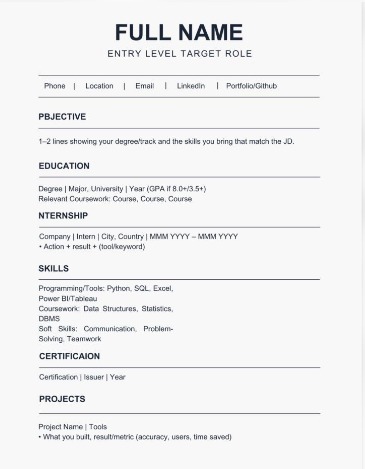 FULL NAME
ENTRY LEVEL TARGET ROLE
Phone | Location | Email | LinkedIn | Portfolio/Github
PBJECTIVE
1–2 lines showing your degree/track and the skills you bring that match the JD.
EDUCATION
Degree | Major, University | Year (GPA if 8.0+/3.5+)
Relevant Coursework: Course, Course, Course
NTERNSHIP
Company | Intern | City, Country | MMM YYYY – MMM YYYY
• Action + result + (tool/keyword)
SKILLS
Programming/Tools: Python, SQL, Excel,
Power BI/Tableau
Coursework: Data Structures, Statistics,
DBMS
Soft Skills: Communication, Problem-
Solving, Teamwork
CERTIFICAION
Certification | Issuer | Year
PROJECTS
Project Name | Tools
• What you built, result/metric (accuracy, users, time saved)